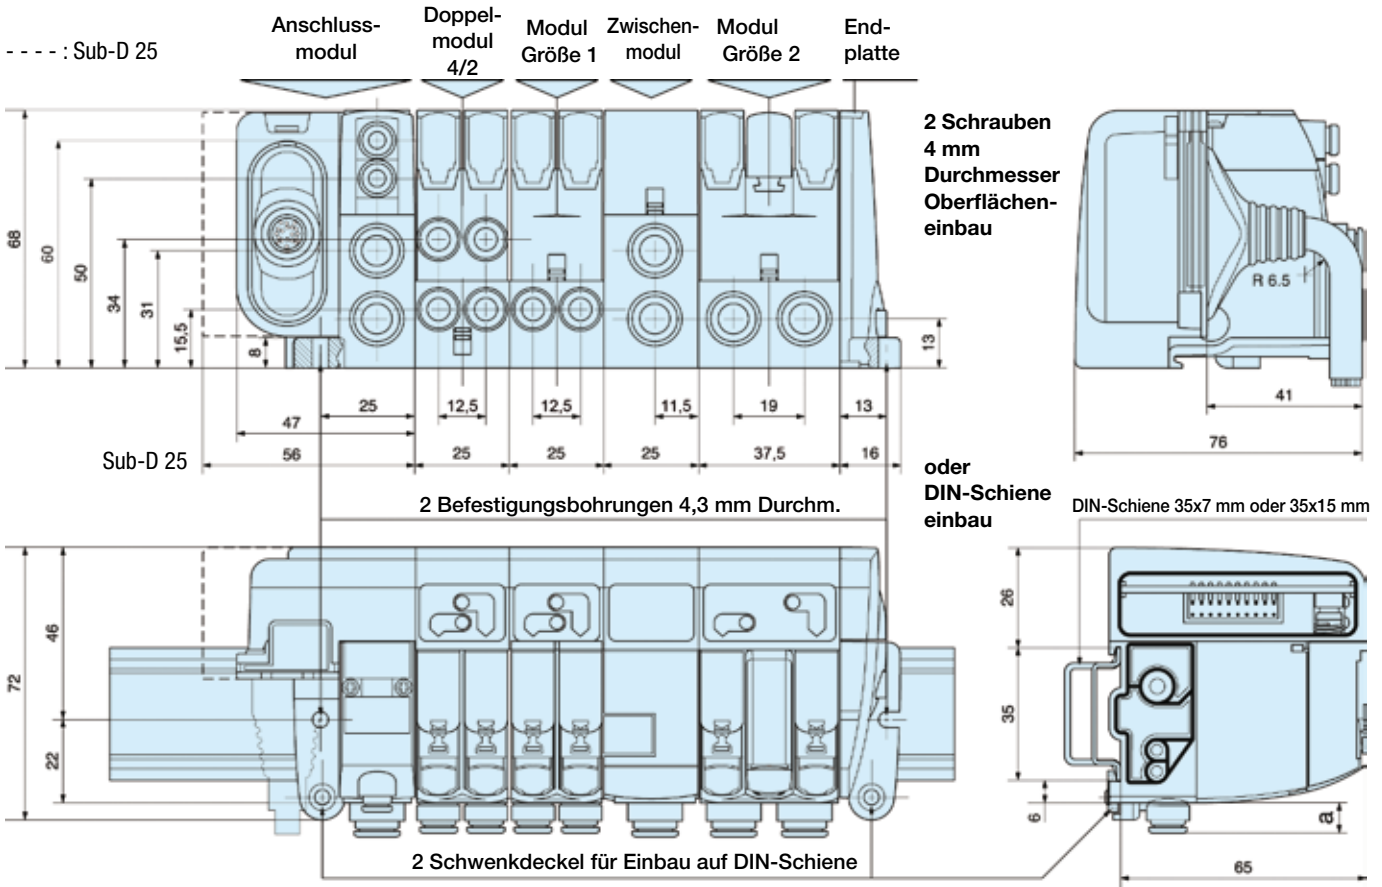 - - - - : Sub-D 25
Anschluss-
modul
Doppel-
modul
4/2
Modul
Größe 1
Zwischen-
modul
Modul
Größe 2
End-
platte
2 Schrauben
4 mm
Durchmesser
Oberflächen-
einbau
68
60
50
34
31
15,5
8
13
R 6.5
25
12,5
12,5
11,5
19
13
41
47
76
Sub-D 25
56
25
25
25
37,5
16
oder
DIN-Schiene
einbau
2 Befestigungsbohrungen 4,3 mm Durchm.
DIN-Schiene 35x7 mm oder 35x15 mm
72
46
22
26
35
6
a
2 Schwenkdeckel für Einbau auf DIN-Schiene
65